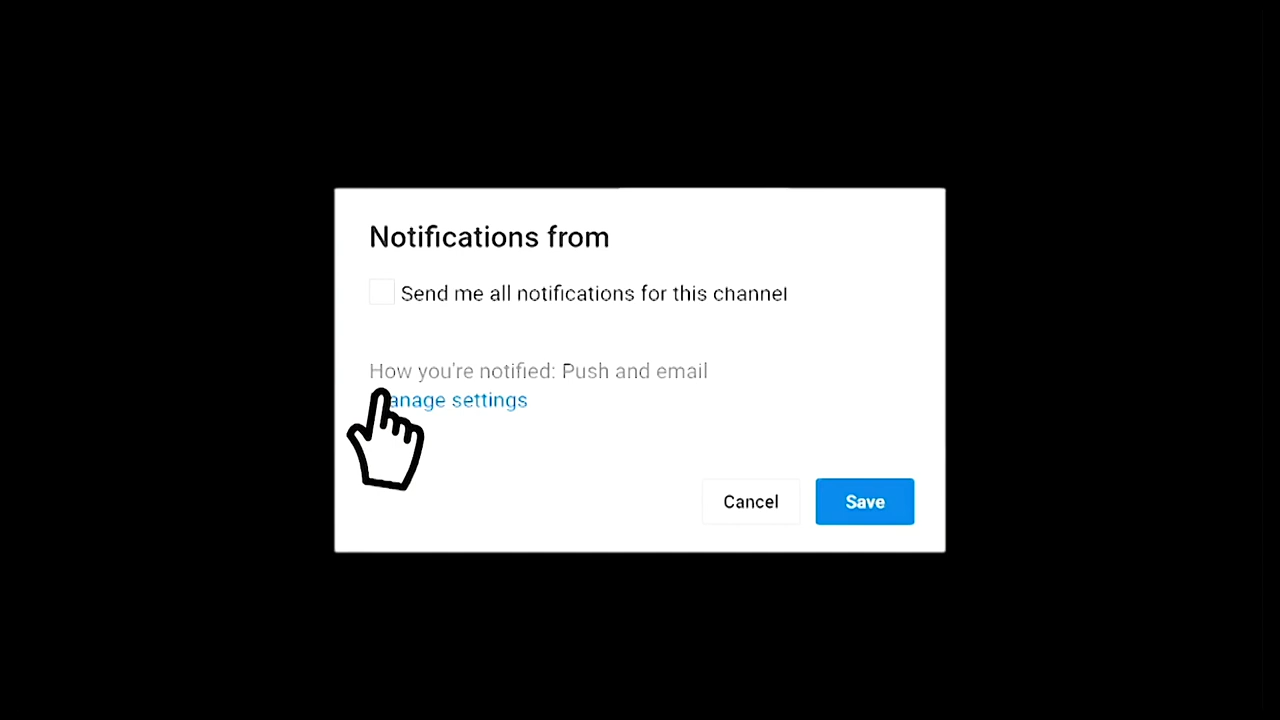 Notifications from
Send me all notifications for this channel
How you're notified: Push and email
anage settings
Cancel
Save